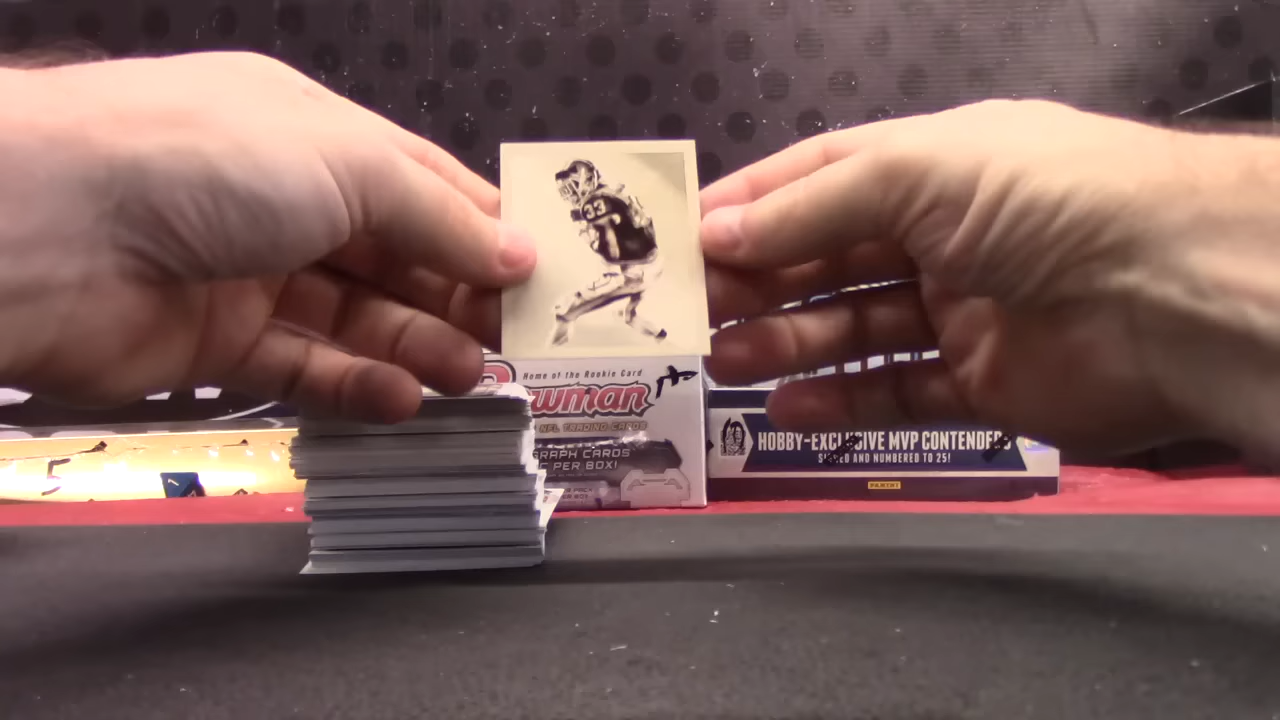 33
Home of the Rookie Card
wman
NFL TRADING CARDS
GRAPH CARDS
C PER BOX!
HOBBY-EXCLUSIVE MVP CONTENDERS
SIGNED AND NUMBERED TO 25!
PANINI